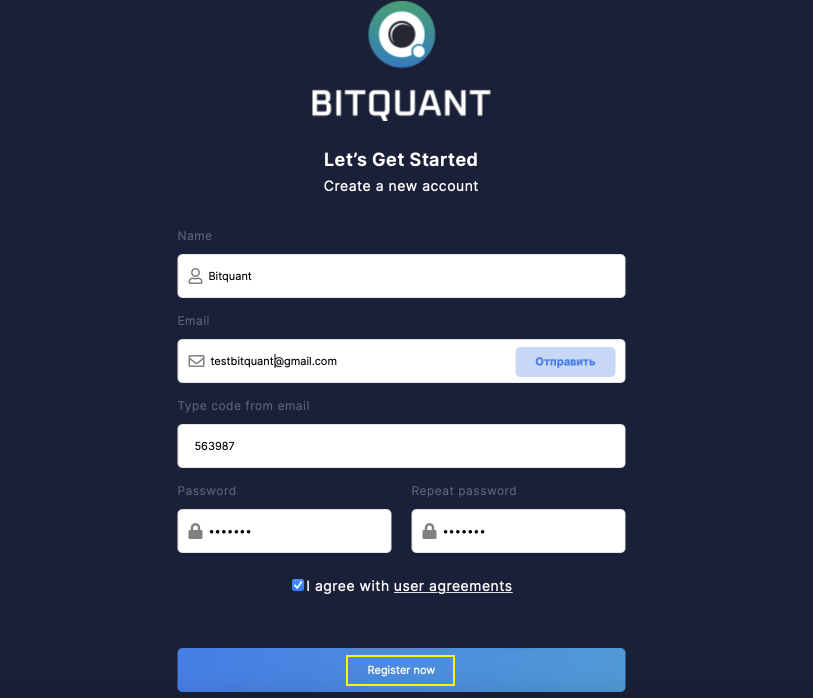 BITQUANT
Let's Get Started
Create a new account
Name
Bitquant
Email
testbitquant@gmail.com Отправить
Type code from email
563987
Password Repeat password
••••••• •••••••
I agree with user agreements
Register now